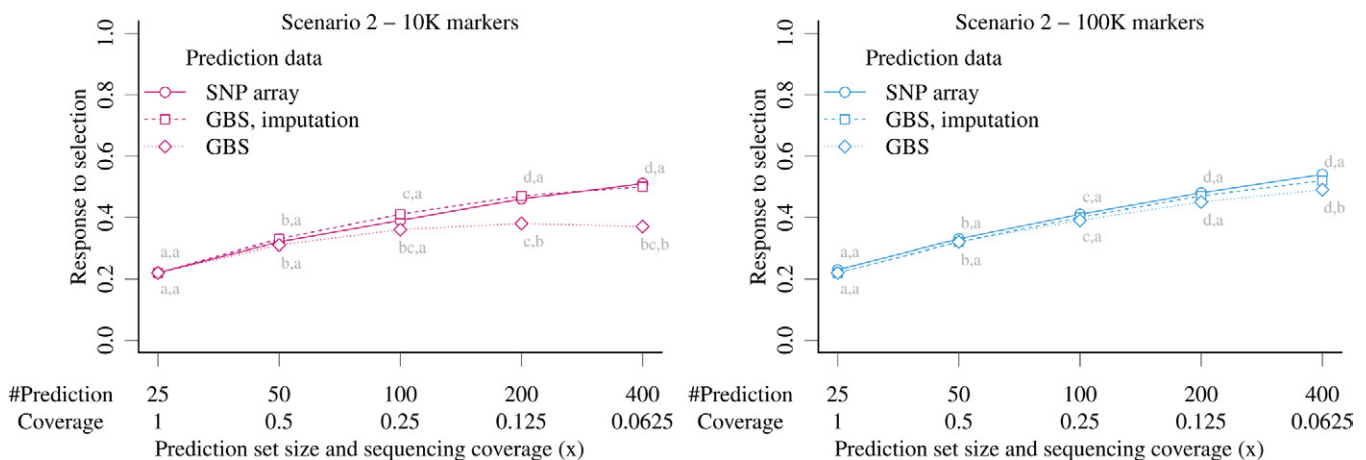 Scenario 2 – 10K markers
Prediction data
SNP array
GBS, imputation
GBS
Response to selection
1.0
0.8
0.6
0.4
0.2
0.0
a,a
b,a
c,a
d,a
d,a
a,a
b,a
bc,a
c,b
bc,b
#Prediction 25 50 100 200 400
Coverage 1 0.5 0.25 0.125 0.0625
Prediction set size and sequencing coverage (x)
Scenario 2 – 100K markers
Prediction data
SNP array
GBS, imputation
GBS
Response to selection
1.0
0.8
0.6
0.4
0.2
0.0
a,a
b,a
c,a
d,a
d,a
a,a
b,a
c,a
d,a
d,b
#Prediction 25 50 100 200 400
Coverage 1 0.5 0.25 0.125 0.0625
Prediction set size and sequencing coverage (x)